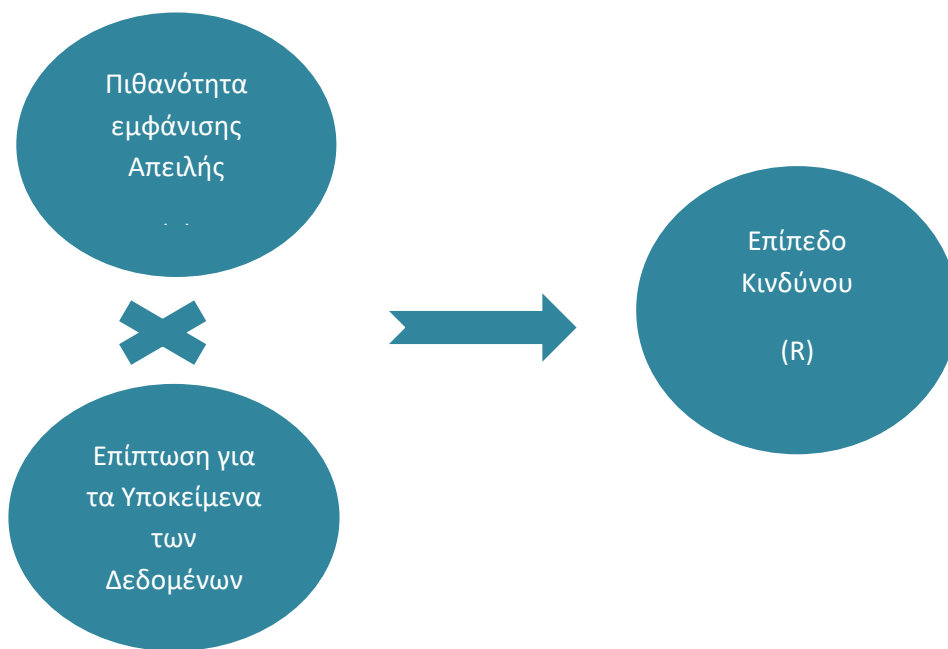 Πιθανότητα
εμφάνισης
Απειλής
Επίπτωση για
τα Υποκείμενα
των
Δεδομένων
Επίπεδο
Κινδύνου
(R)